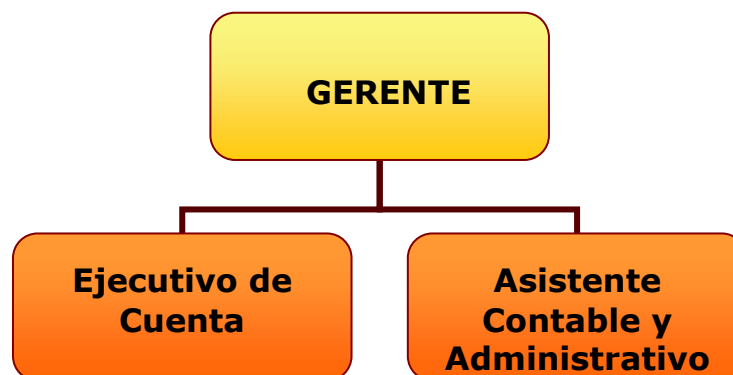 GERENTE
Ejecutivo de
Cuenta
Asistente
Contable y
Administrativo